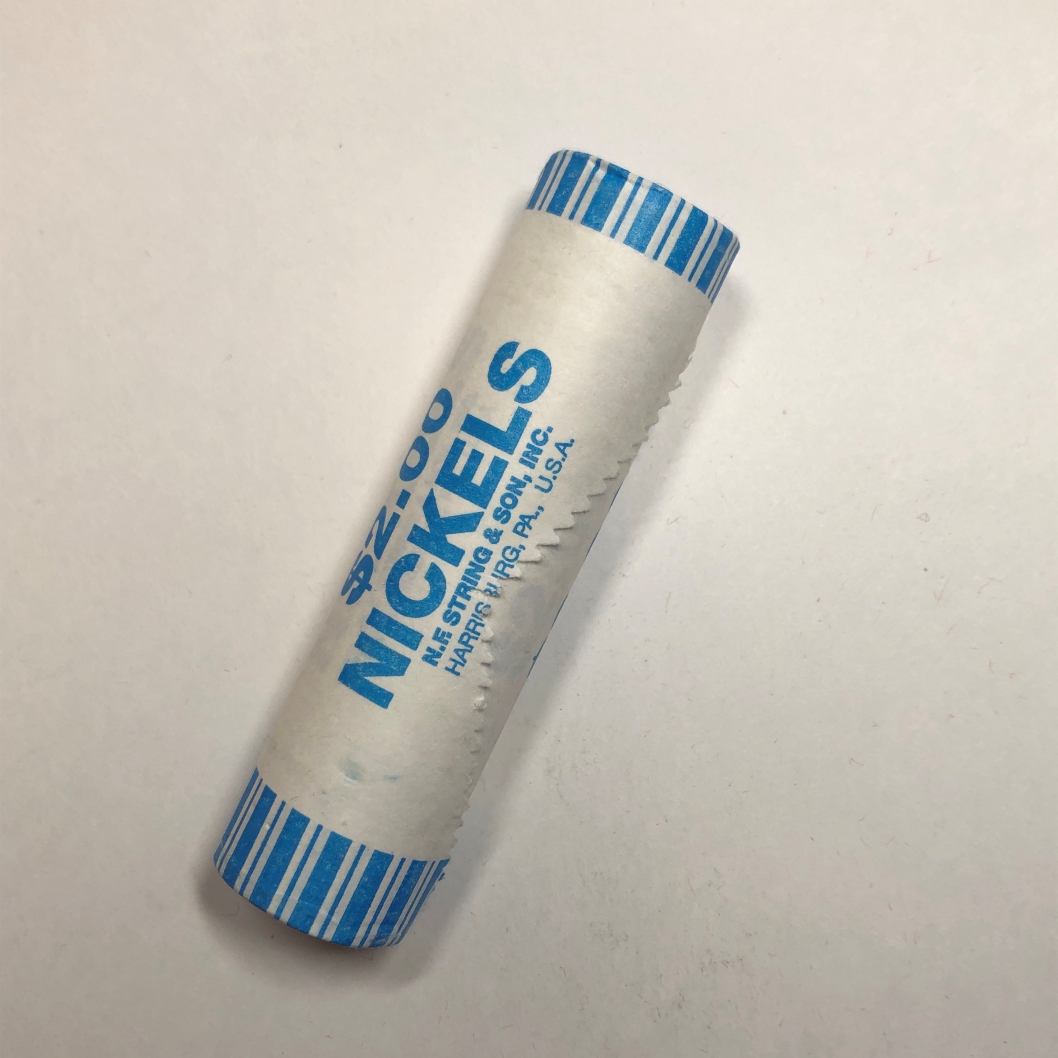 $2.00
NICKELS
N.F. STRING & SON, INC.
HARRISBURG, PA., U.S.A.